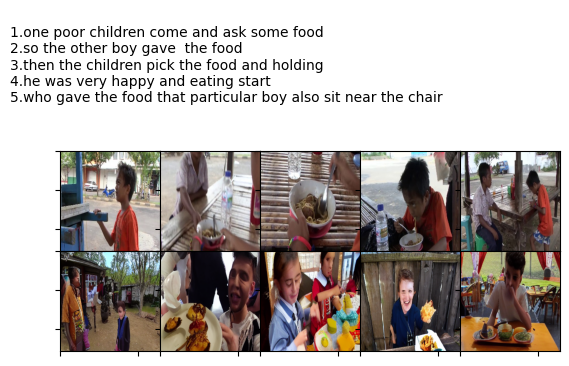 1.one poor children come and ask some food
2.so the other boy gave  the food
3.then the children pick the food and holding
4.he was very happy and eating start
5.who gave the food that particular boy also sit near the chair